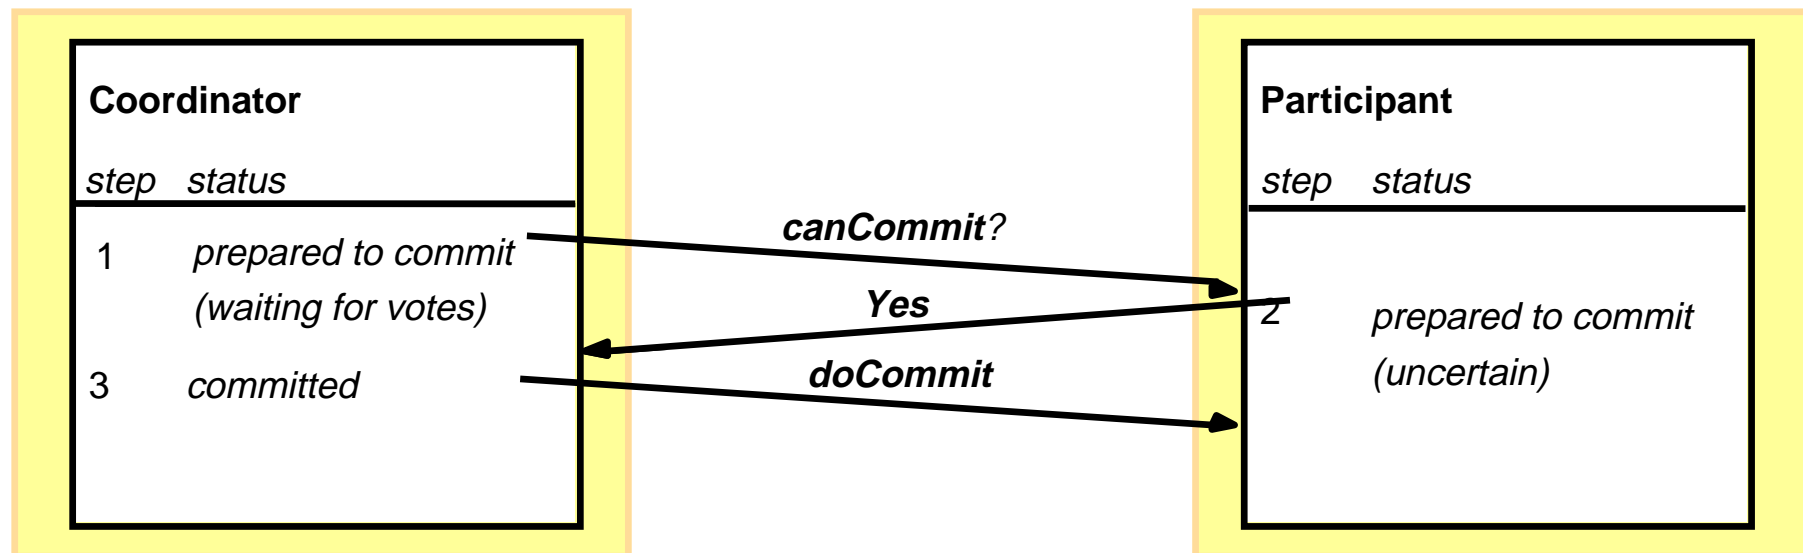 Coordinator
step status
1 prepared to commit
(waiting for votes)
3 committed
canCommit?
Yes
doCommit
Participant
step status
2 prepared to commit
(uncertain)